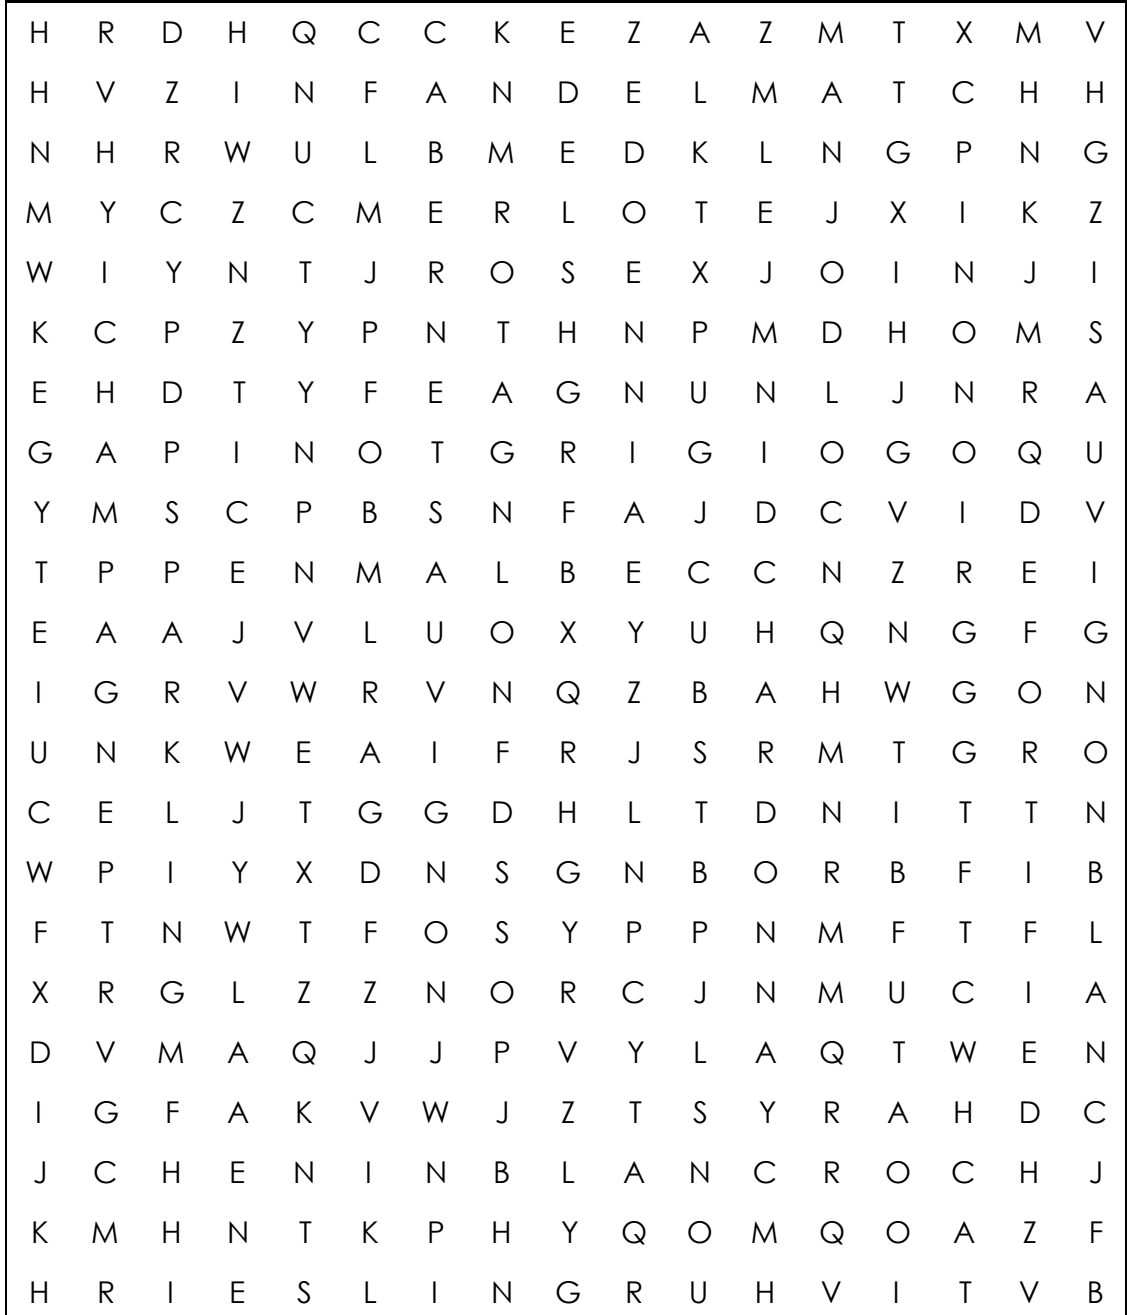 H R D H Q C C K E Z A Z M T X M V
H V Z I N F A N D E L M A T C H H
N H R W U L B M E D K L N G P N G
M Y C Z C M E R L O T E J X I K Z
W I Y N T J R O S E X J O I N J I
K C P Z Y P N T H N P M D H O M S
E H D T Y F E A G N U N L J N R A
G A P I N O T G R I G I O G O Q U
Y M S C P B S N F A J D C V I D V
T P P E N M A L B E C C N Z R E I
E A A J V L U O X Y U H Q N G F G
I G R V W R V N Q Z B A H W G O N
U N K W E A I F R J S R M T G R O
C E L J T G G D H L T D N I T T N
W P I Y X D N S G N B O R B F I B
F T N W T F O S Y P P N M F T F L
X R G L Z Z N O R C J N M U C I A
D V M A Q J J P V Y L A Q T W E N
I G F A K V W J Z T S Y R A H D C
J C H E N I N B L A N C R O C H J
K M H N T K P H Y Q O M Q O A Z F
H R I E S L I N G R U H V I T V B